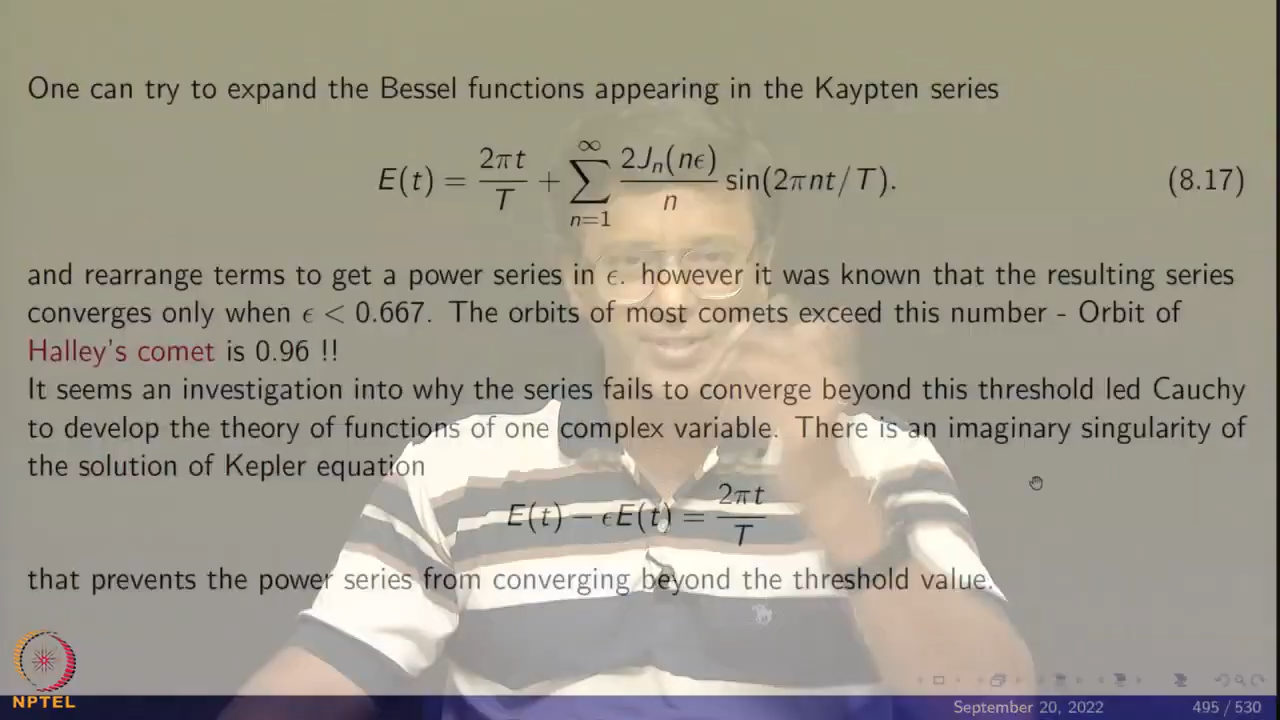 One can try to expand the Bessel functions appearing in the Kaypten series
E(t) = 2πt/T + ∑_{n=1}^{∞} 2J_n(nϵ)/n sin(2πnt/T). (8.17)
and rearrange terms to get a power series in ϵ. however it was known that the resulting series
converges only when ϵ < 0.667. The orbits of most comets exceed this number - Orbit of
Halley's comet is 0.96 !!
It seems an investigation into why the series fails to converge beyond this threshold led Cauchy
to develop the theory of functions of one complex variable. There is an imaginary singularity of
the solution of Kepler equation
E(t) − ϵE(t) = 2πt/T
that prevents the power series from converging beyond the threshold value.
NPTEL
September 20, 2022 495 / 530